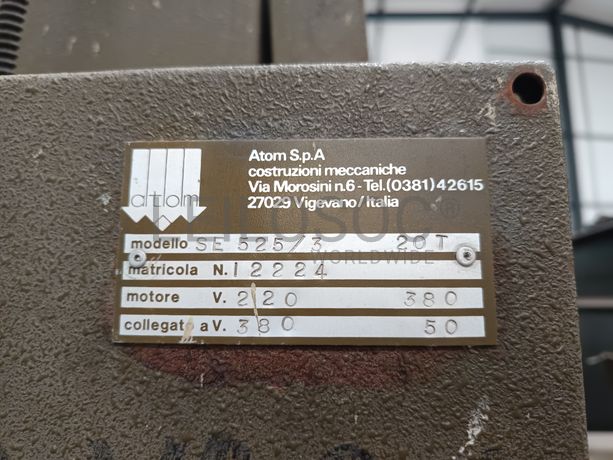 atom
Atom S.p.A
costruzioni meccaniche
Via Morosini n.6-Tel.(0381)42615
27029 Vigevano/Italia
modello SE 525/3 20T
matricola N. 12224
motore V. 220 380
collegato a V. 380 50
WORLDWIDE